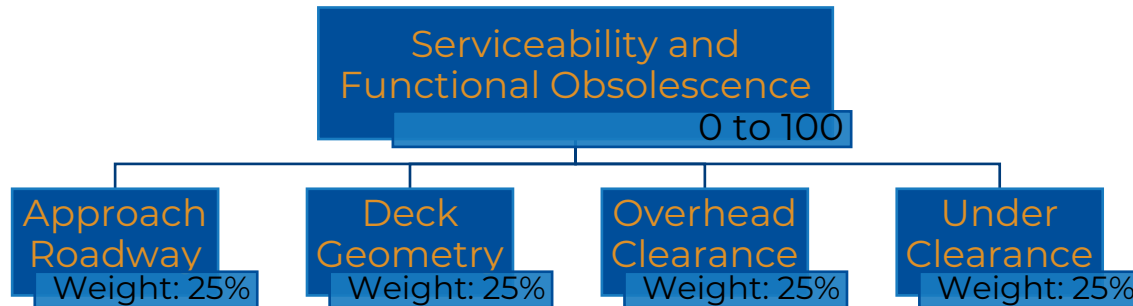 Serviceability and
Functional Obsolescence
0 to 100
Approach
Roadway
Weight: 25%
Deck
Geometry
Weight: 25%
Overhead
Clearance
Weight: 25%
Under
Clearance
Weight: 25%